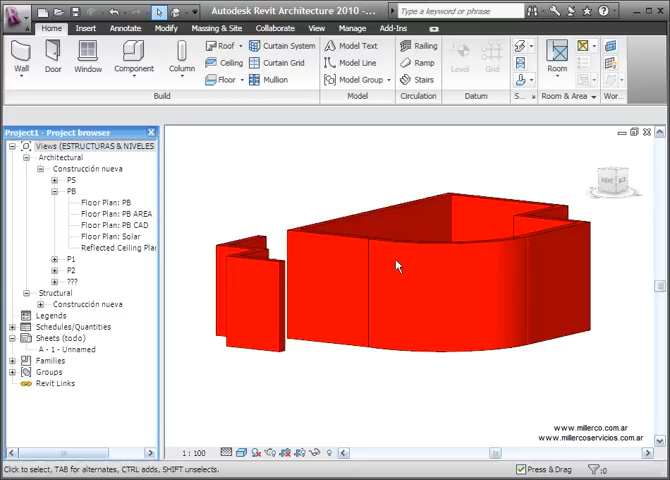 Autodesk Revit Architecture 2010 -...
Type a keyword or phrase
Home
Insert
Annotate
Modify
Massing & Site
Collaborate
View
Manage
Add-Ins
Wall
Door
Window
Component
Column
Roof
Ceiling
Floor
Curtain System
Curtain Grid
Mullion
Build
Model Text
Model Line
Model Group
Model
Railing
Ramp
Stairs
Circulation
Level
Grid
Datum
S...
Room
Room & Area
Wor...
Project1 - Project browser
Views (ESTRUCTURAS & NIVELES
Architectural
Construcción nueva
PS
PB
Floor Plan: PB
Floor Plan: PB AREA
Floor Plan: PB CAD
Floor Plan: Solar
Reflected Ceiling Plan
P1
P2
???
Structural
Construcción nueva
Legends
Schedules/Quantities
Sheets (todo)
A - 1 - Unnamed
Families
Groups
Revit Links
www.millerco.com.ar
www.millercoservicios.com.ar
1 : 100
Click to select, TAB for alternates, CTRL adds, SHIFT unselects.
Press & Drag
:0